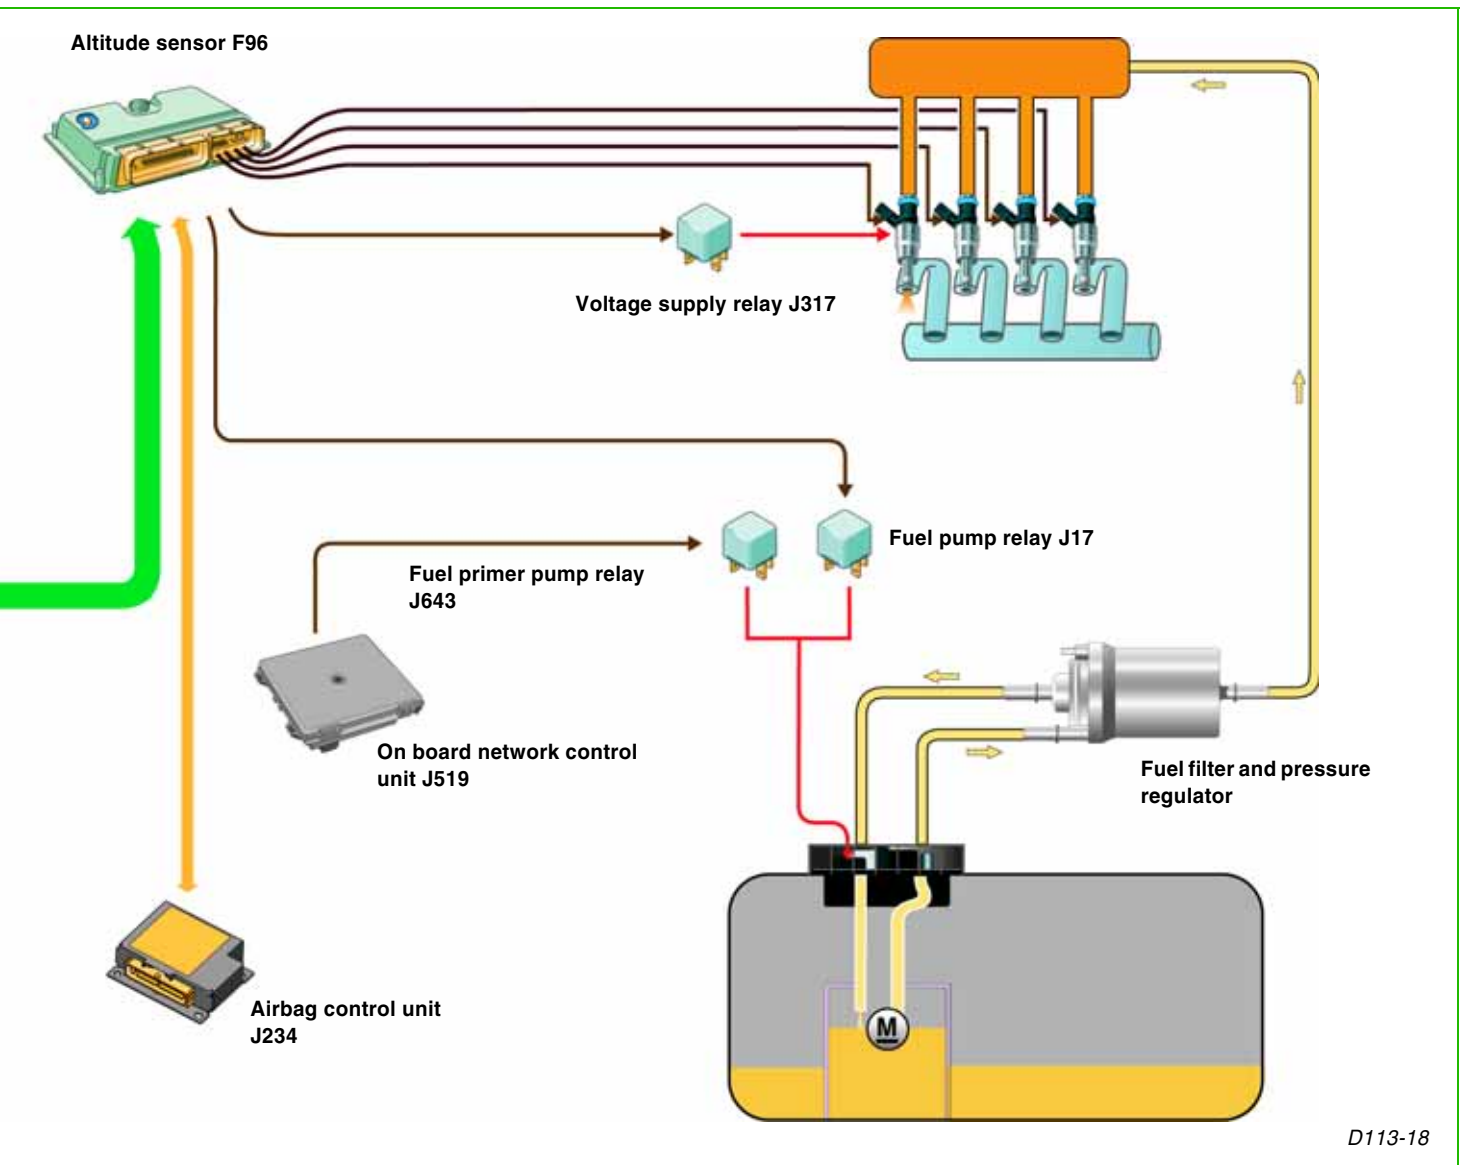 Altitude sensor F96
Voltage supply relay J317
Fuel pump relay J17
Fuel primer pump relay
J643
On board network control
unit J519
Fuel filter and pressure
regulator
Airbag control unit
J234
M
D113-18